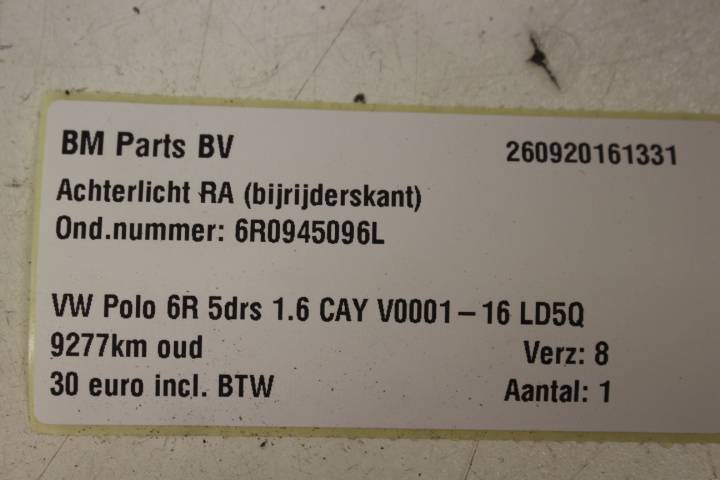 BM Parts BV 260920161331
Achterlicht RA (bijrijderskant)
Ond.nummer: 6R0945096L
VW Polo 6R 5drs 1.6 CAY V0001-16 LD5Q
9277km oud Verz: 8
30 euro incl. BTW Aantal: 1